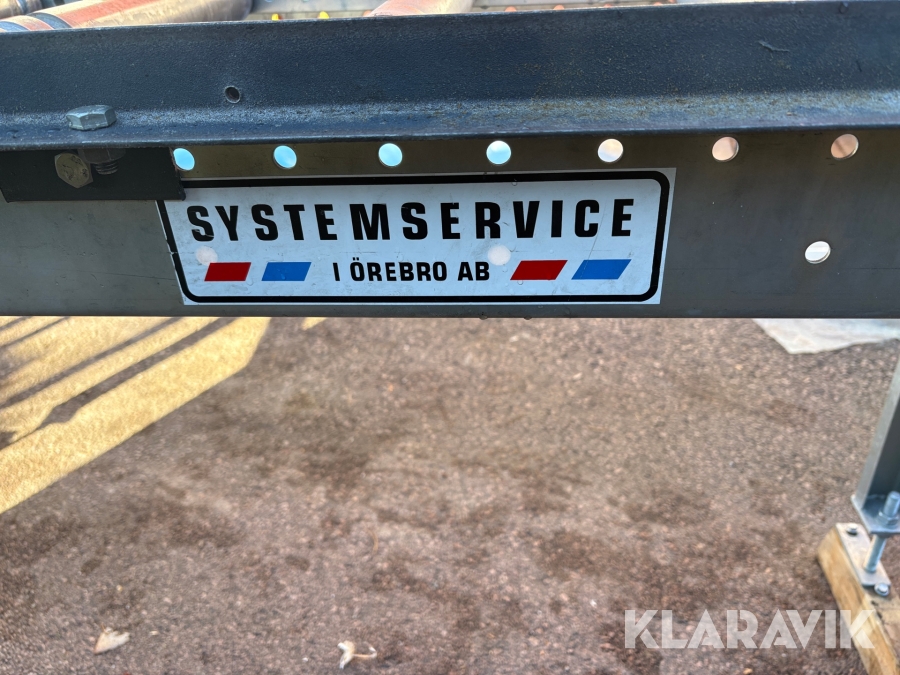 SYSTEMSERVICE
I ÖREBRO AB
KLARAVIK